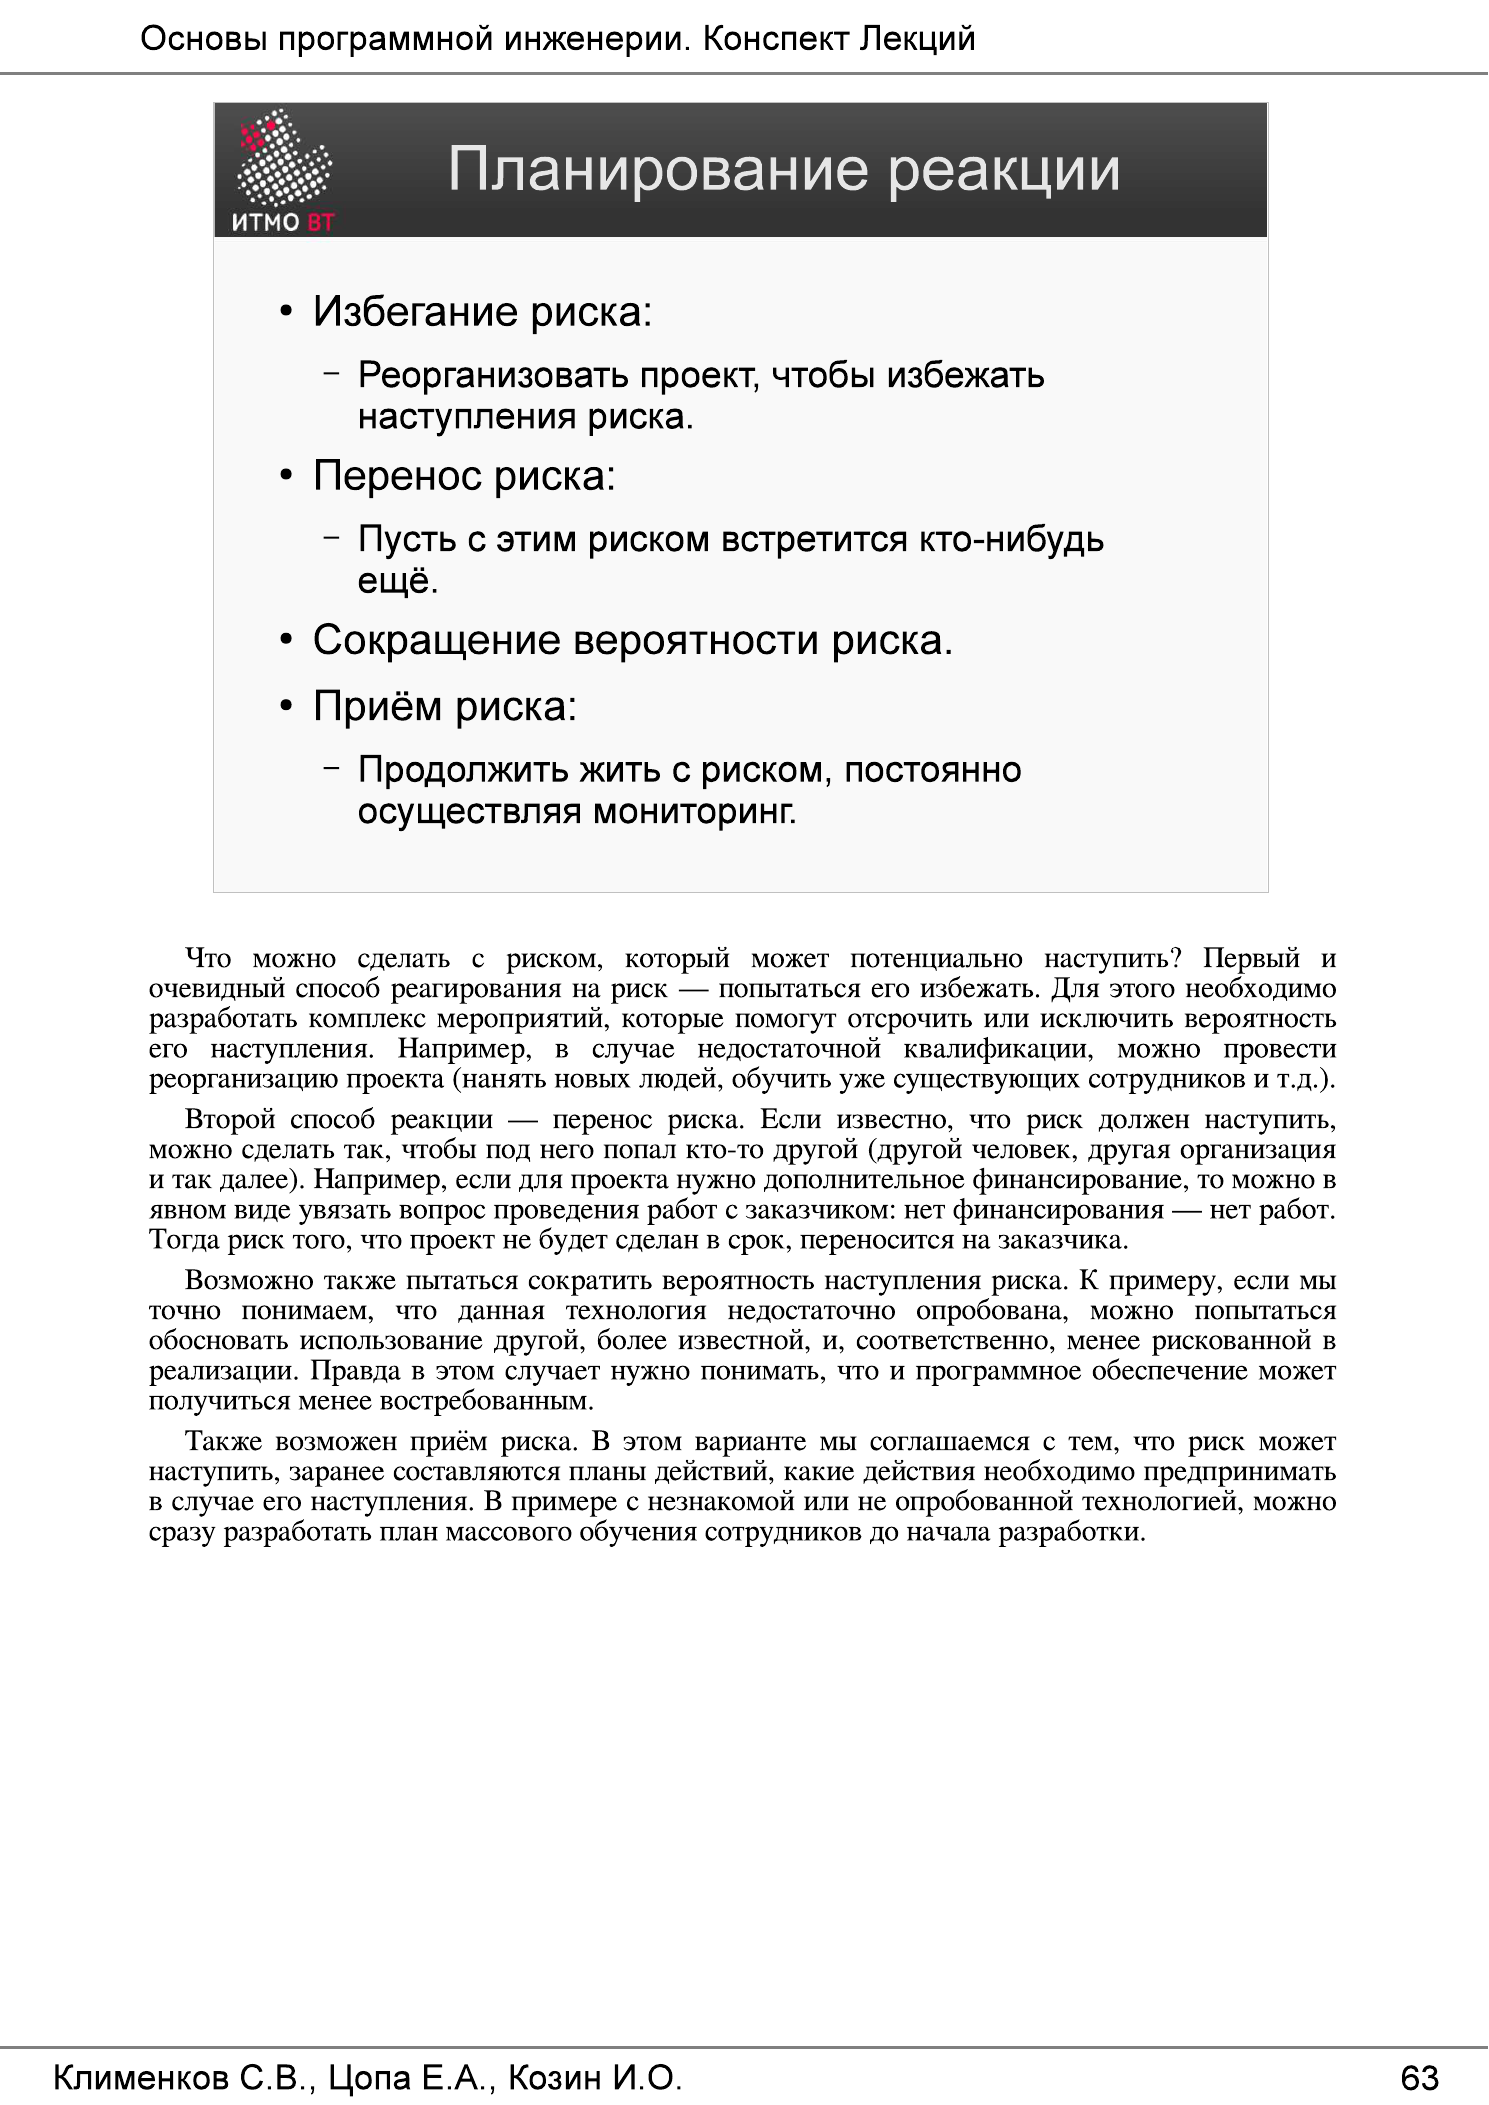 Основы программной инженерии. Конспект Лекций
ИТМО ВТ
Планирование реакции
• Избегание риска:
– Реорганизовать проект, чтобы избежать
наступления риска.
• Перенос риска:
– Пусть с этим риском встретится кто-нибудь
ещё.
• Сокращение вероятности риска.
• Приём риска:
– Продолжить жить с риском, постоянно
осуществляя мониторинг.
Что можно сделать с риском, который может потенциально наступить? Первый и
очевидный способ реагирования на риск — попытаться его избежать. Для этого необходимо
разработать комплекс мероприятий, которые помогут отсрочить или исключить вероятность
его наступления. Например, в случае недостаточной квалификации, можно провести
реорганизацию проекта (нанять новых людей, обучить уже существующих сотрудников и т.д.).
Второй способ реакции — перенос риска. Если известно, что риск должен наступить,
можно сделать так, чтобы под него попал кто-то другой (другой человек, другая организация
и так далее). Например, если для проекта нужно дополнительное финансирование, то можно в
явном виде увязать вопрос проведения работ с заказчиком: нет финансирования — нет работ.
Тогда риск того, что проект не будет сделан в срок, переносится на заказчика.
Возможно также пытаться сократить вероятность наступления риска. К примеру, если мы
точно понимаем, что данная технология недостаточно опробована, можно попытаться
обосновать использование другой, более известной, и, соответственно, менее рискованной в
реализации. Правда в этом случает нужно понимать, что и программное обеспечение может
получиться менее востребованным.
Также возможен приём риска. В этом варианте мы соглашаемся с тем, что риск может
наступить, заранее составляются планы действий, какие действия необходимо предпринимать
в случае его наступления. В примере с незнакомой или не опробованной технологией, можно
сразу разработать план массового обучения сотрудников до начала разработки.
Клименков С.В., Цопа Е.А., Козин И.О.
63